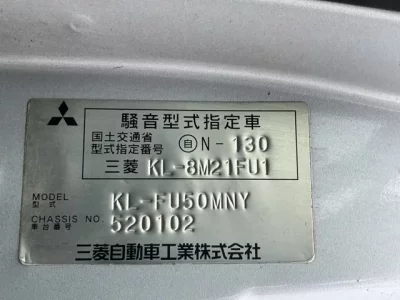 騒音型式指定車
国土交通省
型式指定番号 自N-130
三菱 KL-8M21FU1
MODEL
型式 KL-FU50MNY
CHASSIS NO.
車台番号 520102
三菱自動車工業株式会社